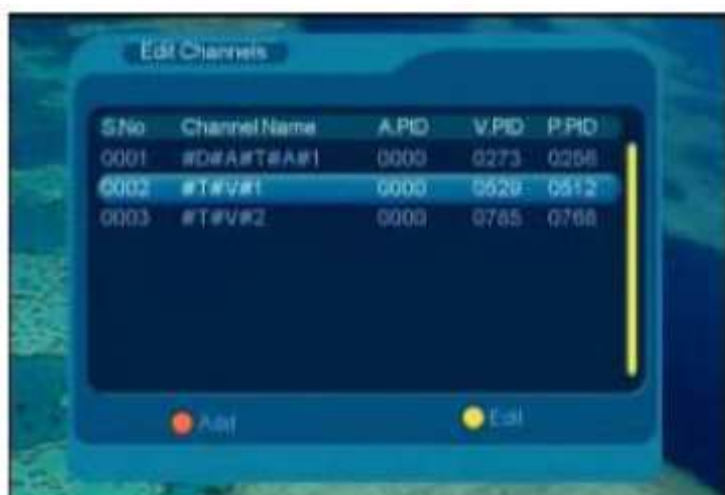 Edit Channels
S.No Channel Name A.PID V.PID P.PID
0001 #D#A#T#A#1 0000 0273 0256
0002 #T#V#1 0000 0529 0512
0003 #T#V#2 0000 0785 0768
Add Edit